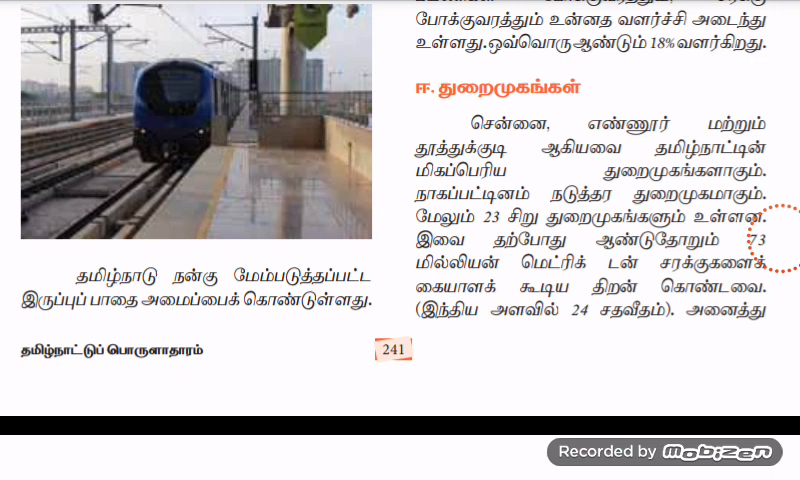 தமிழ்நாடு நன்கு மேம்படுத்தப்பட்ட
இருப்புப் பாதை அமைப்பைக் கொண்டுள்ளது.
போக்குவரத்தும் உன்னத வளர்ச்சி அடைந்து
உள்ளது.ஒவ்வொருஆண்டும் 18% வளர்கிறது.
ஈ. துறைமுகங்கள்
சென்னை, எண்ணூர் மற்றும்
தூத்துக்குடி ஆகியவை தமிழ்நாட்டின்
மிகப்பெரிய துறைமுகங்களாகும்.
நாகப்பட்டினம் நடுத்தர துறைமுகமாகும்.
மேலும் 23 சிறு துறைமுகங்களும் உள்ளன.
இவை தற்போது ஆண்டுதோறும் 73
மில்லியன் மெட்ரிக் டன் சரக்குகளைக்
கையாளக் கூடிய திறன் கொண்டவை.
(இந்திய அளவில் 24 சதவீதம்). அனைத்து
தமிழ்நாட்டுப் பொருளாதாரம்
241
Recorded by mobizen